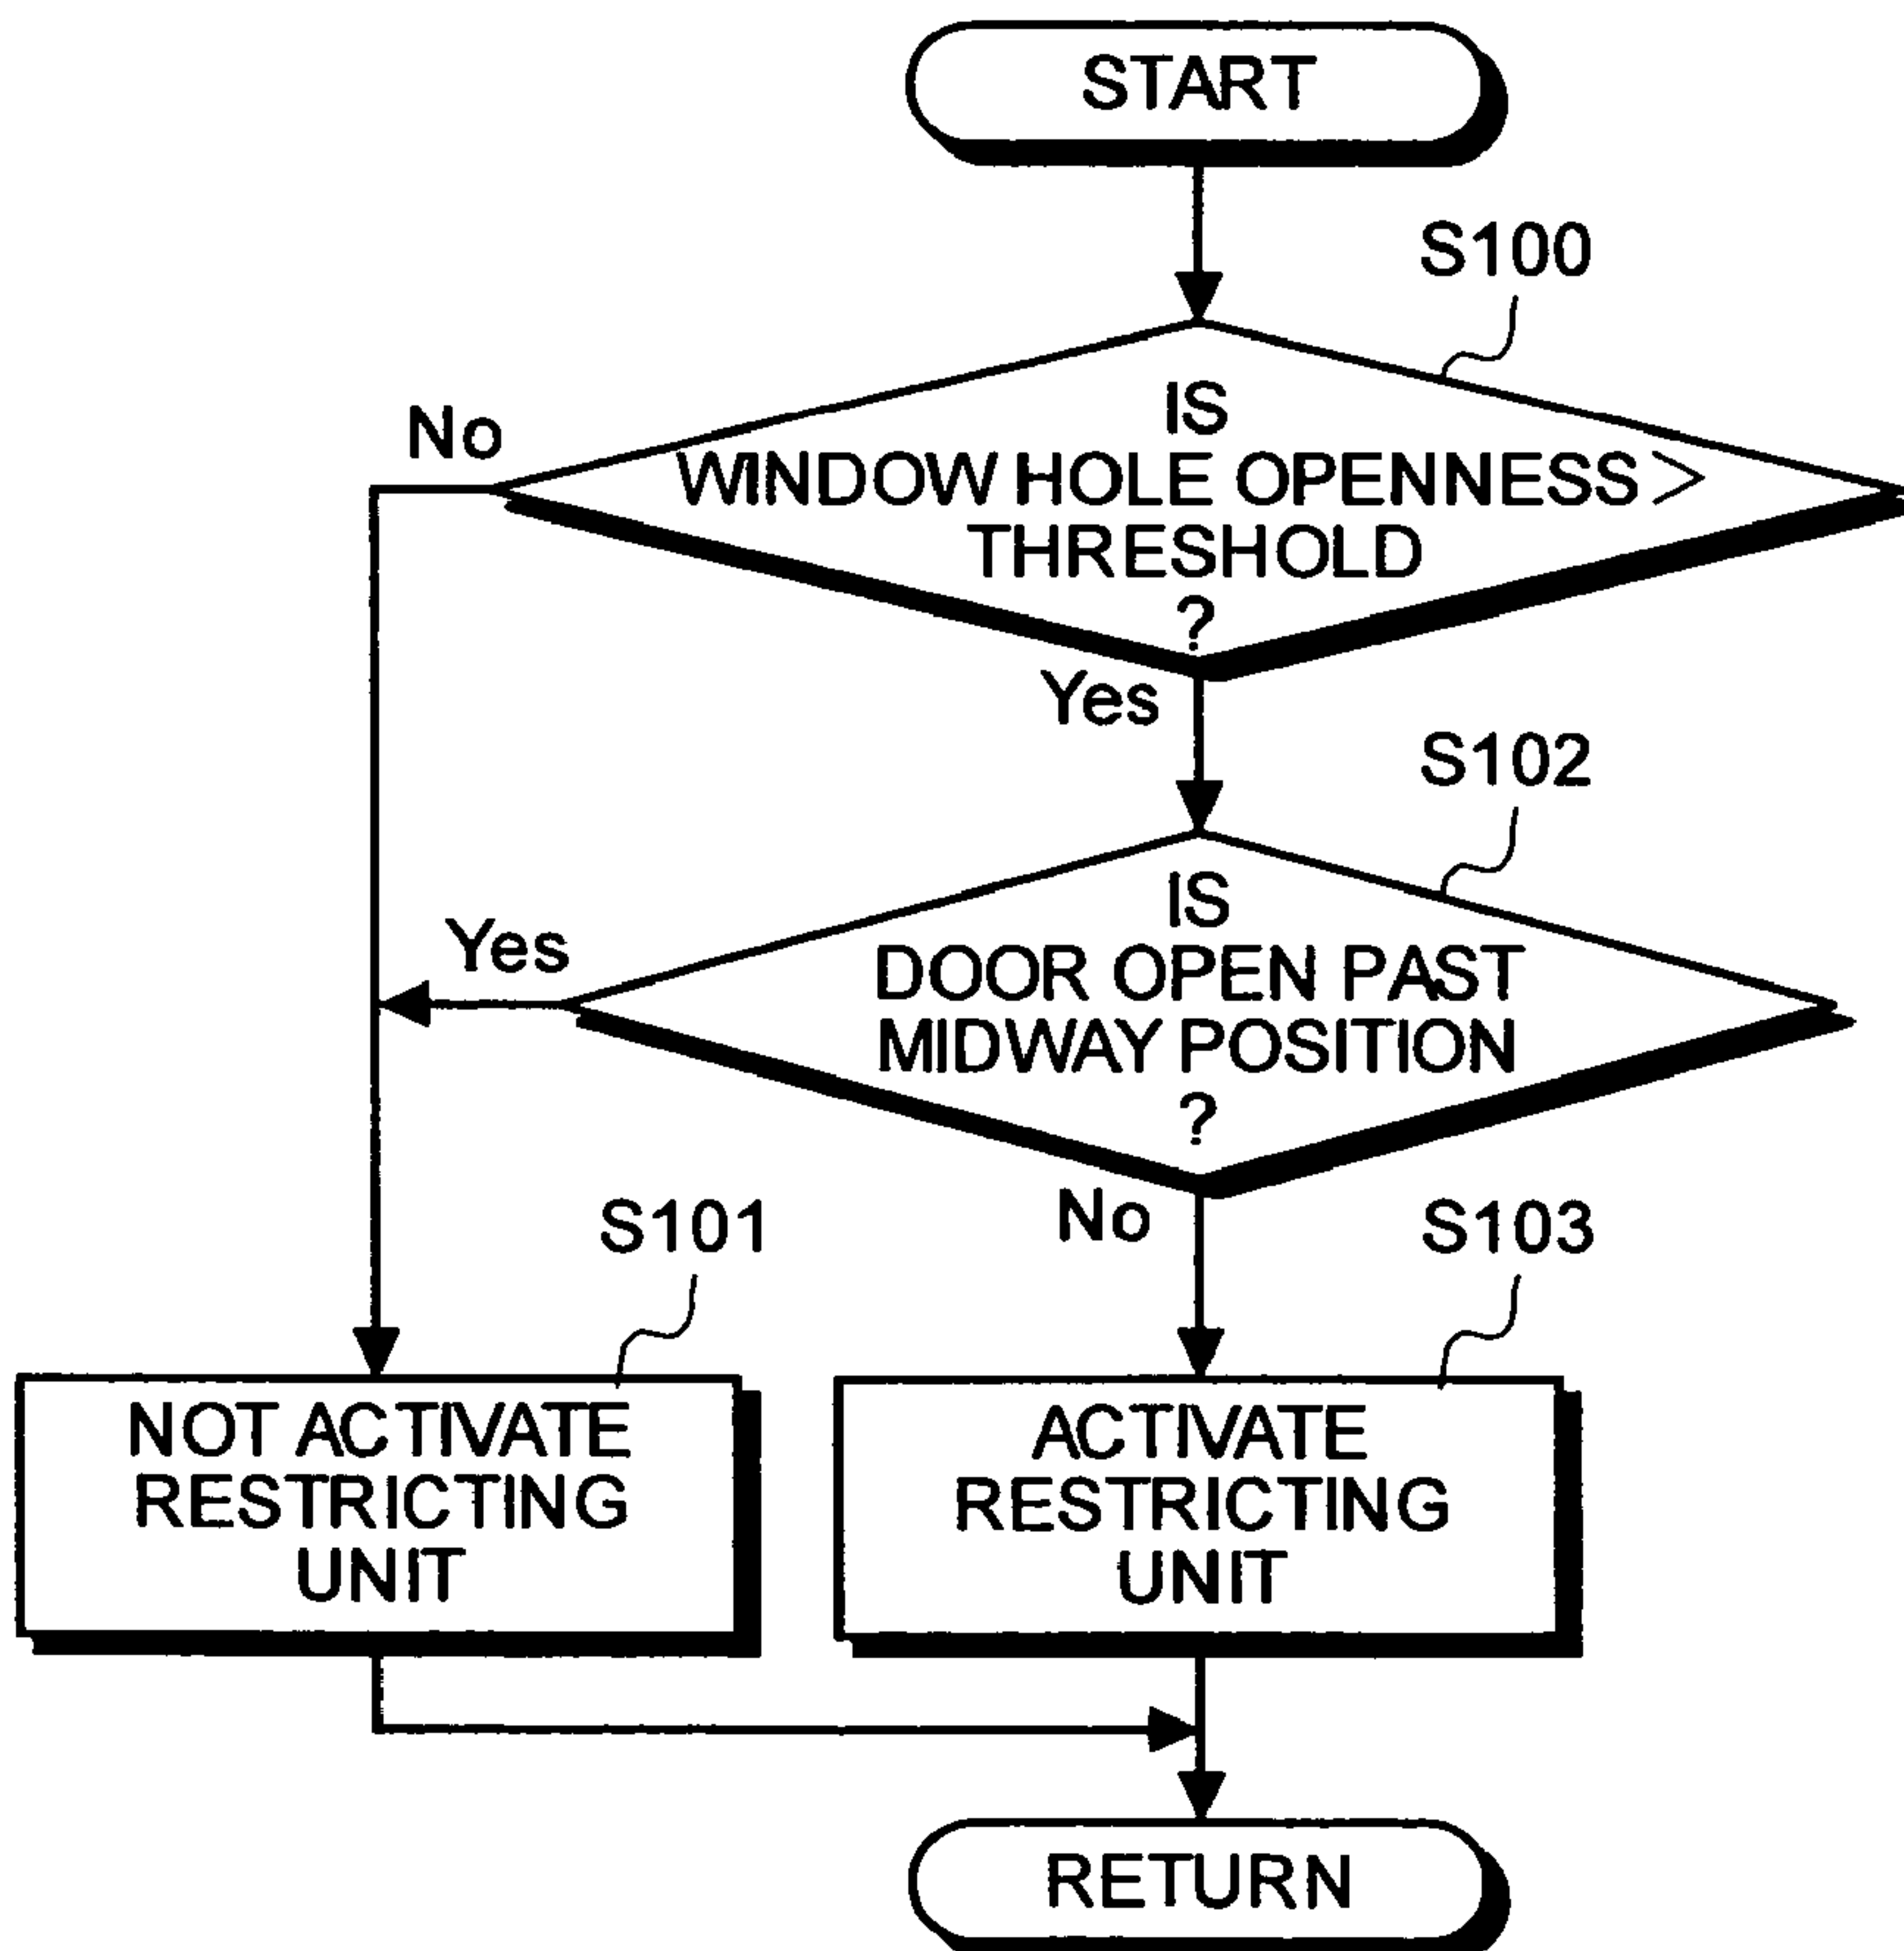 START
S100
IS
No
WINDOW HOLE OPENNESS >
THRESHOLD
?
Yes
S102
IS
Yes
DOOR OPEN PAST
MIDWAY POSITION
?
No
S101
S103
NOT ACTIVATE
RESTRICTING
UNIT
ACTIVATE
RESTRICTING
UNIT
RETURN